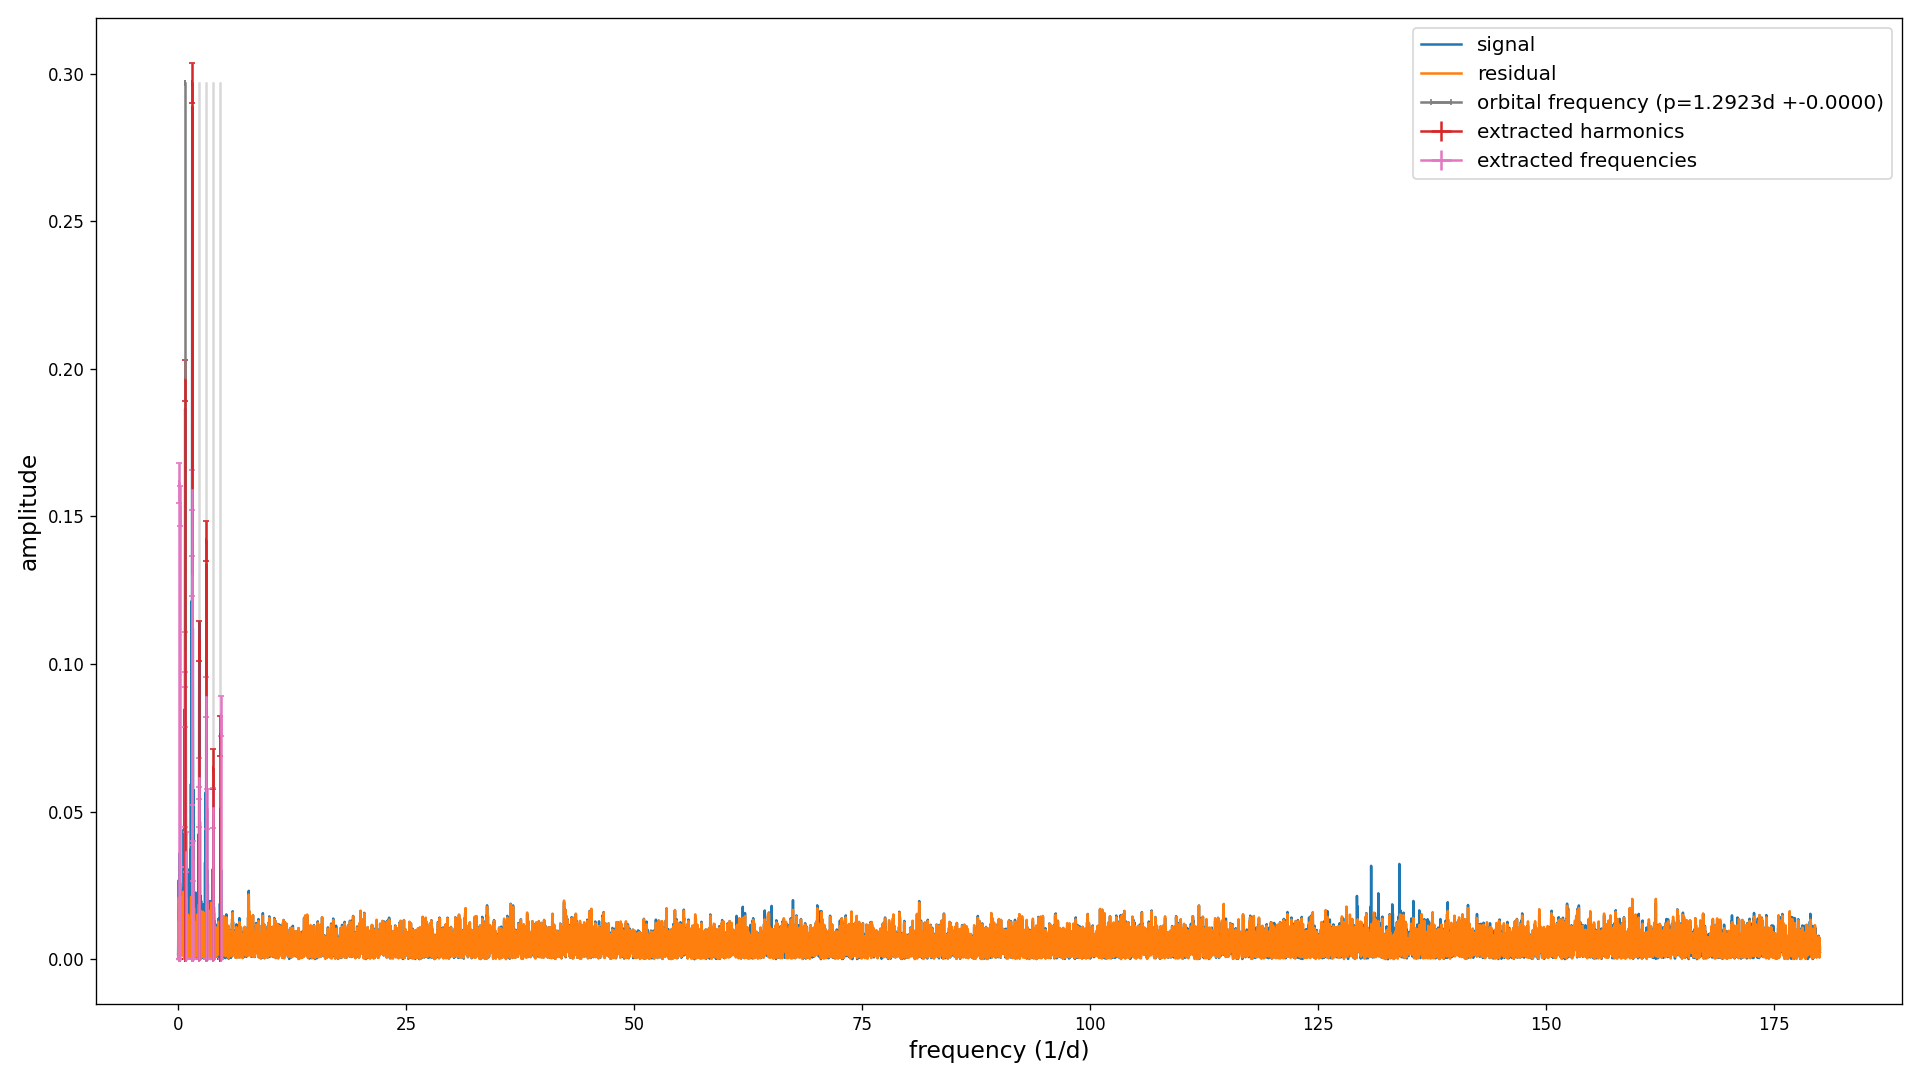 signal
residual
orbital frequency (p=1.2923d +-0.0000)
extracted harmonics
extracted frequencies
0.30
0.25
0.20
0.15
0.10
0.05
0.00
amplitude
0 25 50 75 100 125 150 175
frequency (1/d)